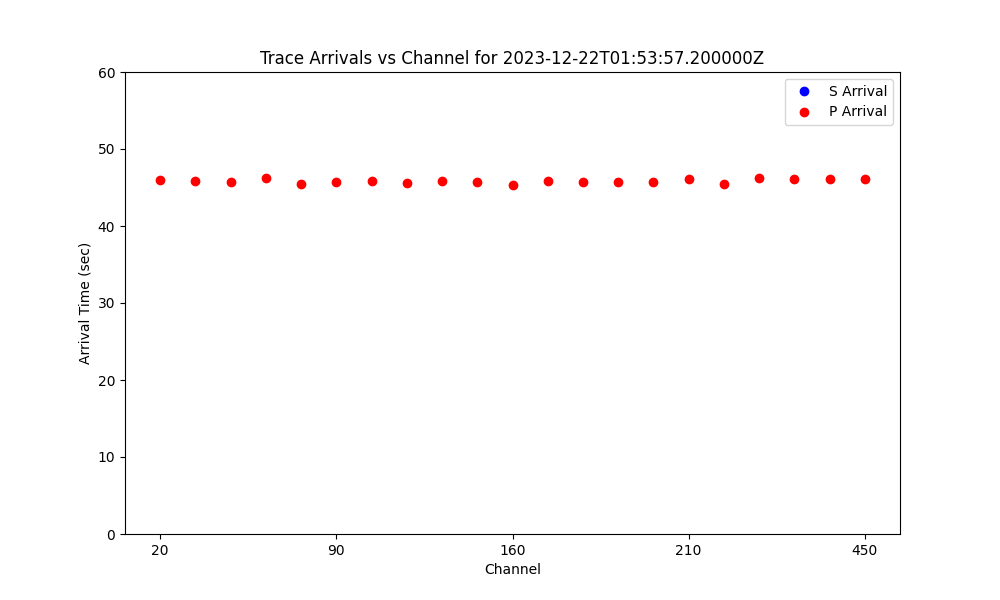 Trace Arrivals vs Channel for 2023-12-22T01:53:57.200000Z
S Arrival
P Arrival
60
50
40
30
20
10
0
Arrival Time (sec)
20 90 160 210 450
Channel